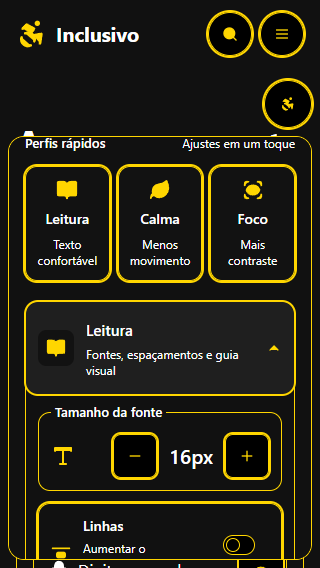 Inclusivo
Perfis rápidos
Ajustes em um toque
Leitura
Texto
confortável
Calma
Menos
movimento
Foco
Mais
contraste
Leitura
Fontes, espaçamentos e guia
visual
Tamanho da fonte
16px
Linhas
Aumentar o